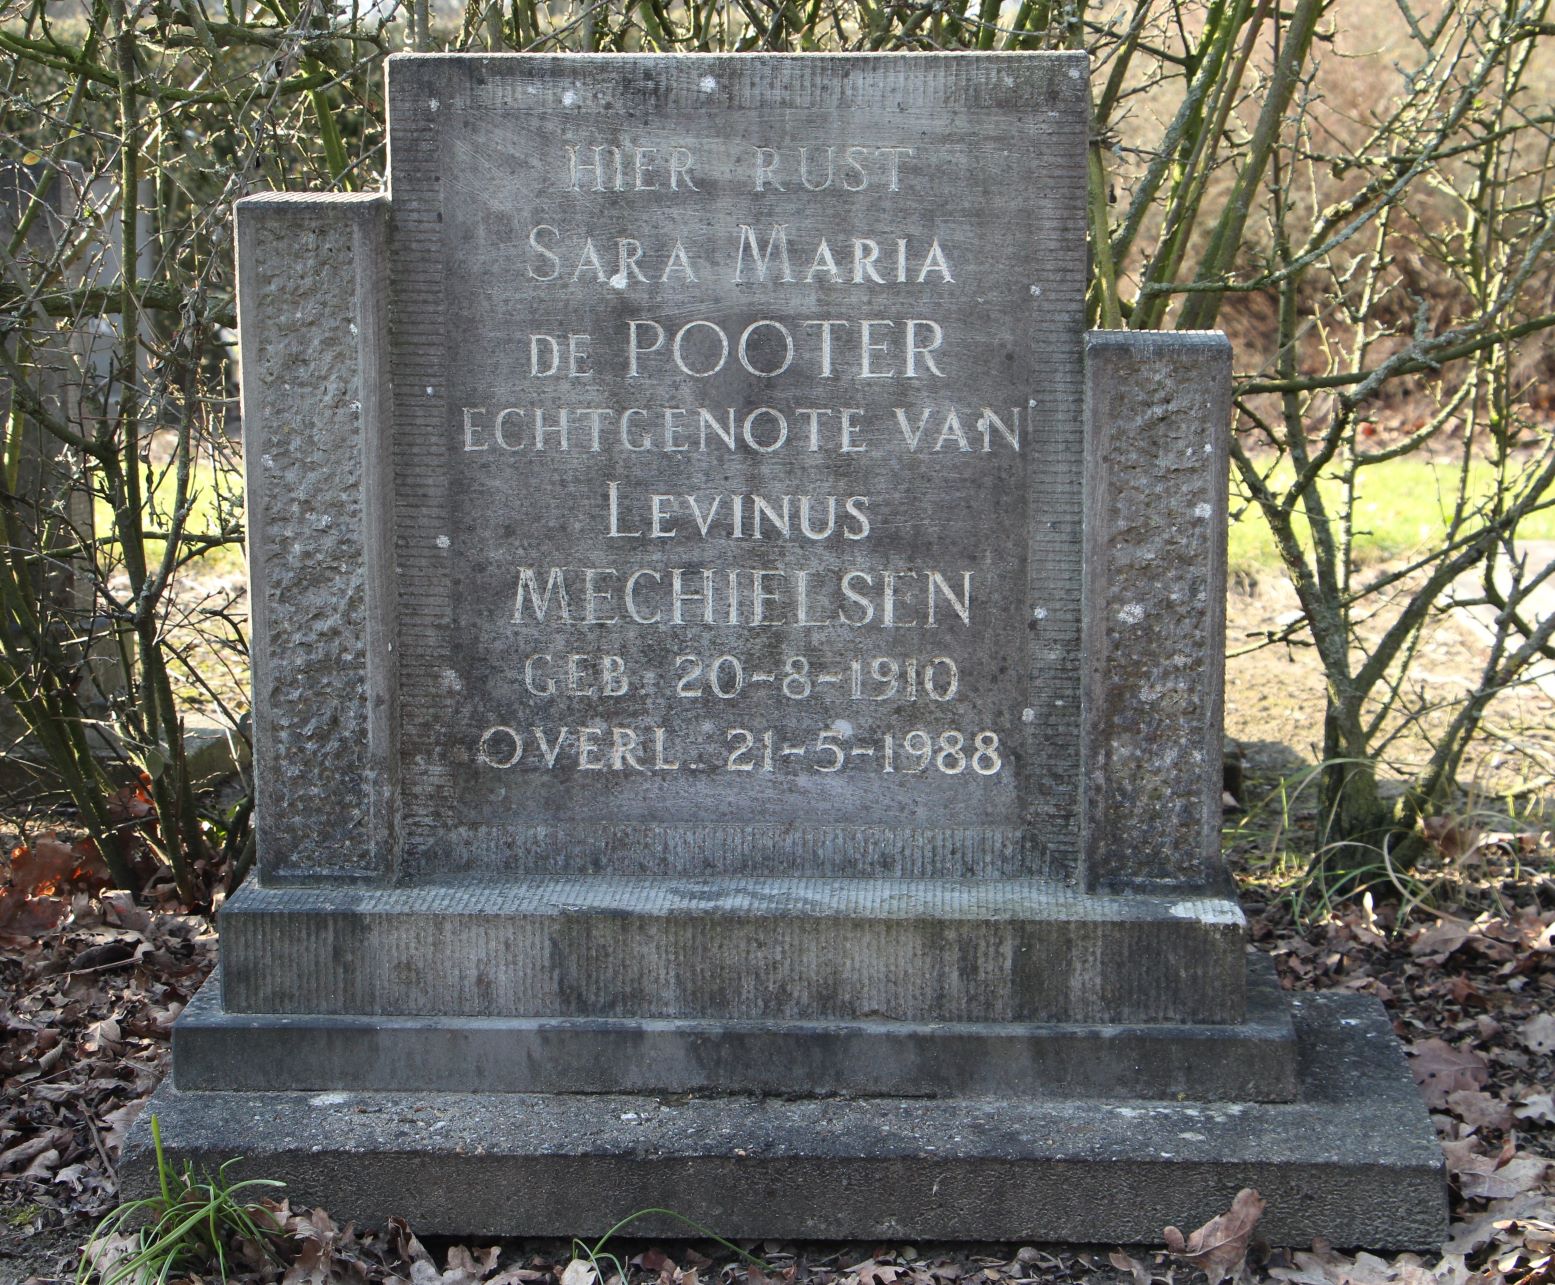 HIER RUST
SARA MARIA
DE POOTER
ECHTGENOTE VAN
LEVINUS
MECHIELSEN
GEB. 20-8-1910
OVERL. 21-5-1988